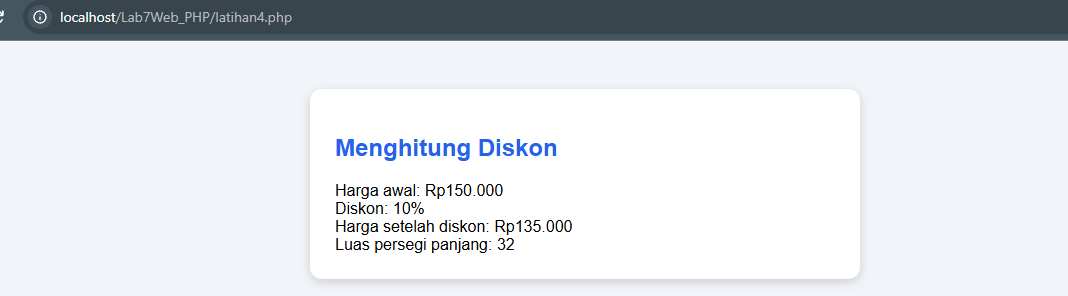 localhost/Lab7Web_PHP/latihan4.php
Menghitung Diskon
Harga awal: Rp150.000
Diskon: 10%
Harga setelah diskon: Rp135.000
Luas persegi panjang: 32